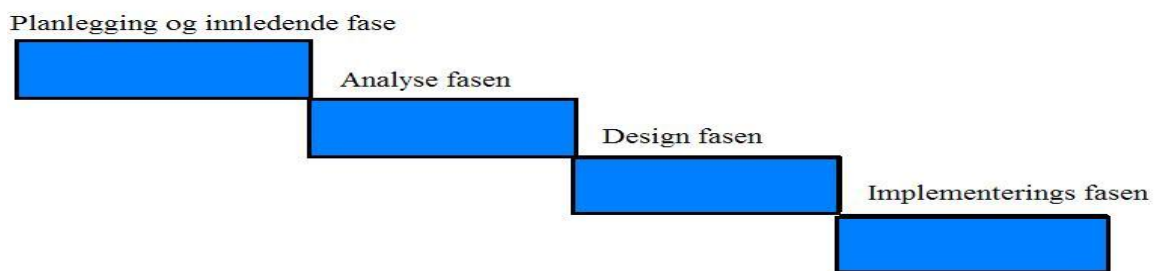 Planlegging og innledende fase
Analyse fasen
Design fasen
Implementerings fasen